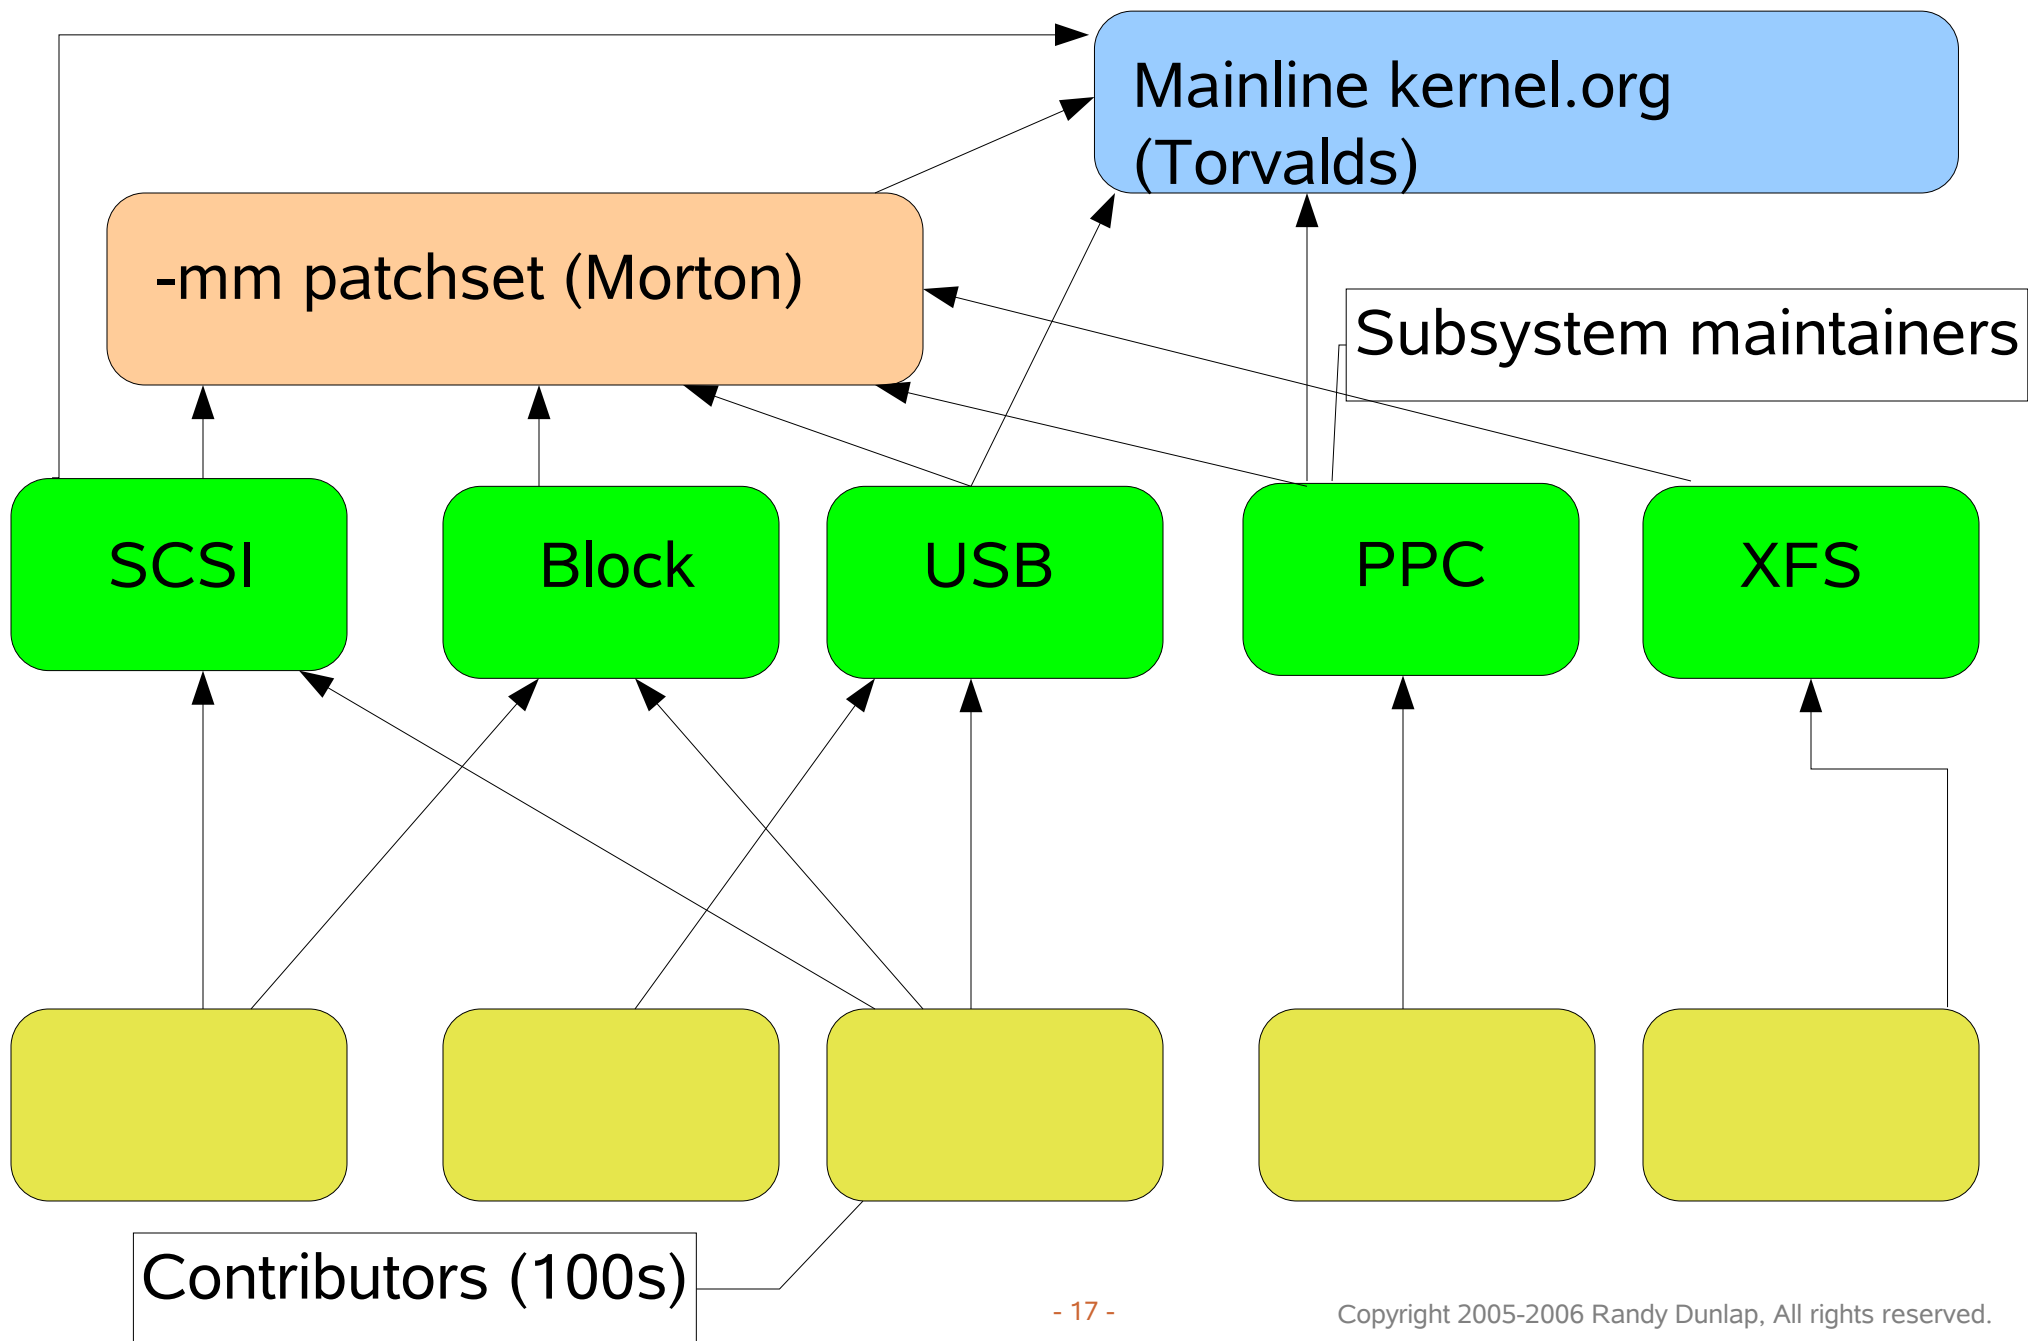 Mainline kernel.org
(Torvalds)
-mm patchset (Morton)
Subsystem maintainers
SCSI
Block
USB
PPC
XFS
Contributors (100s)
- 17 -
Copyright 2005-2006 Randy Dunlap, All rights reserved.